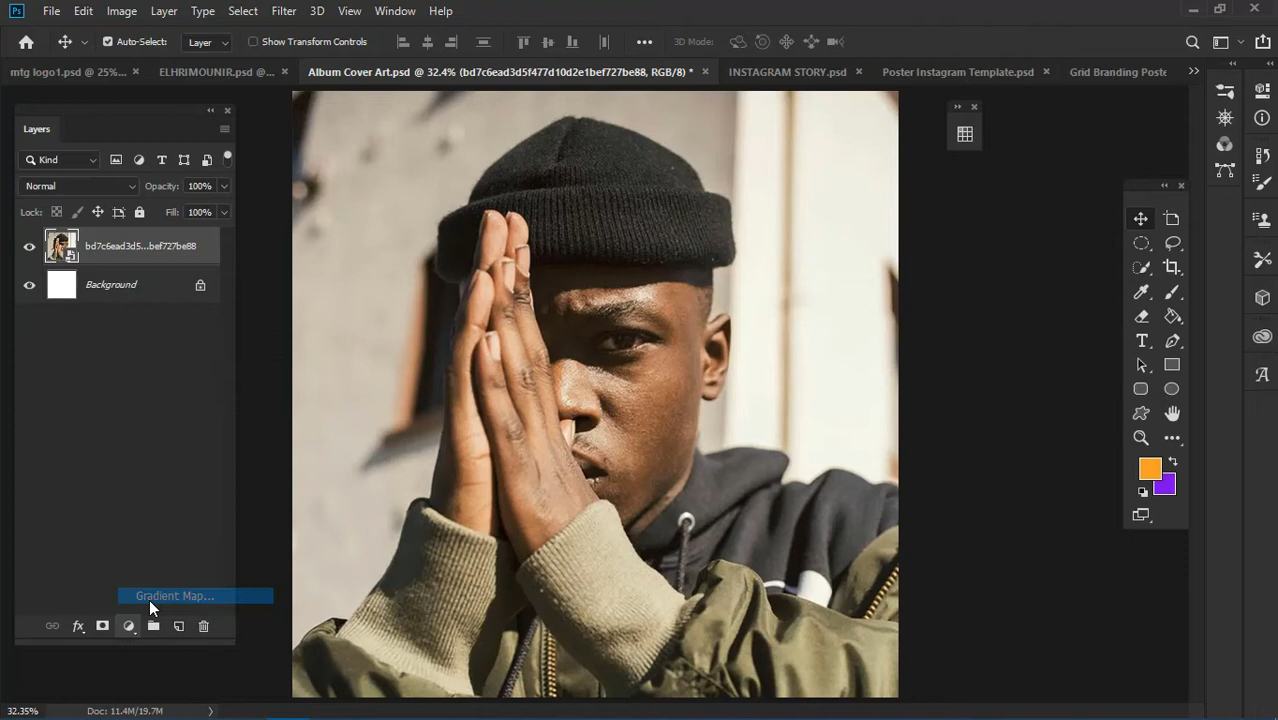 Ps File Edit Image Layer Type Select Filter 3D View Window Help
Auto-Select: Layer Show Transform Controls 3D Mode:
mtg logo1.psd @ 25%... ELHRIMOUNIR.psd @... Album Cover Art.psd @ 32.4% (bd7c6ead3d5f477d10d2e1bef727be88, RGB/8) * INSTAGRAM STORY.psd Poster Instagram Template.psd Grid Branding Poste
Layers
Kind
Normal Opacity: 100%
Lock: Fill: 100%
bd7c6ead3d5...bef727be88
Background
Gradient Map...
fx
32.35% Doc: 11.4M/19.7M